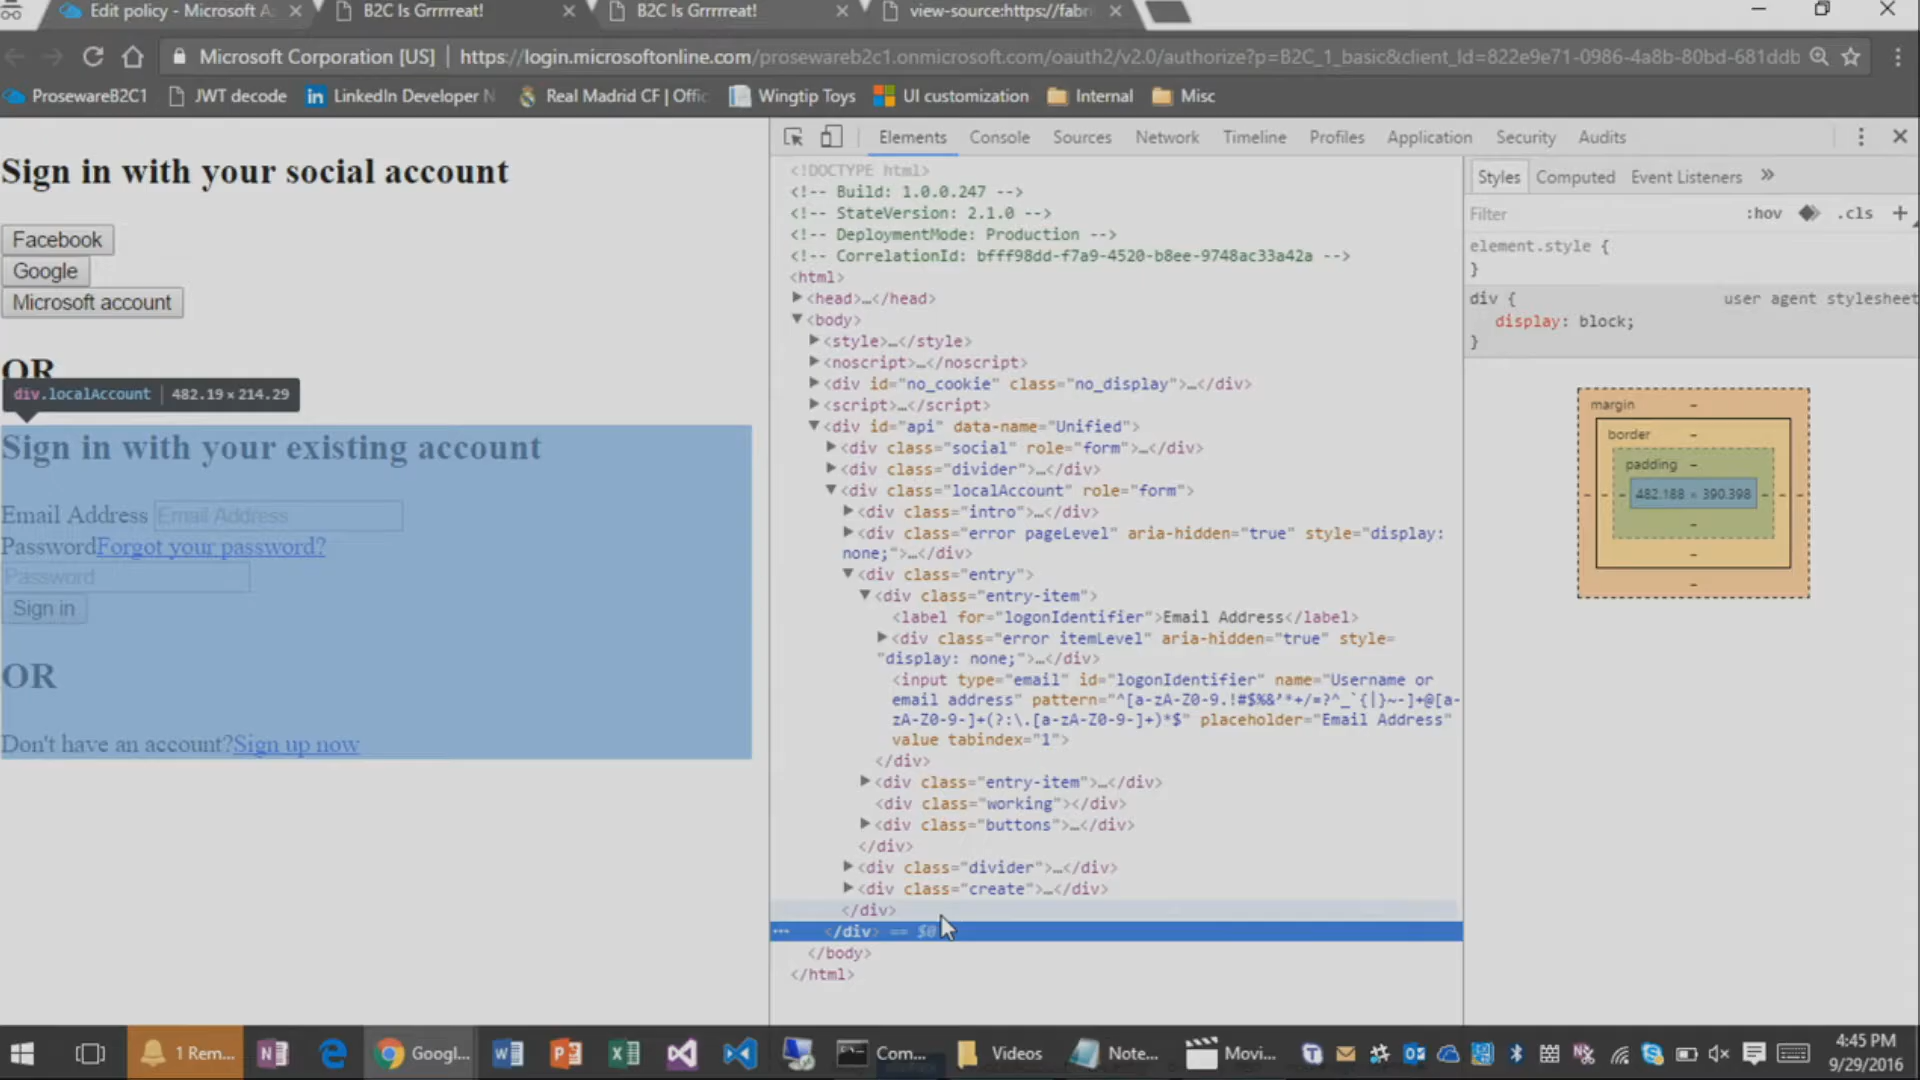 Edit policy - Microsoft A
B2C Is Grrrrreat!
B2C Is Grrrrreat!
view-source:https://fabri
Microsoft Corporation [US] | https://login.microsoftonline.com/prosewareb2c1.onmicrosoft.com/oauth2/v2.0/authorize?p=B2C_1_basic&client_Id=822e9e71-0986-4a8b-80bd-681ddb
ProsewareB2C1
JWT decode
LinkedIn Developer N
Real Madrid CF | Offic
Wingtip Toys
UI customization
Internal
Misc
Sign in with your social account
Facebook
Google
Microsoft account
OR
div.localAccount | 482.19 × 214.29
Sign in with your existing account
Email Address Email Address
PasswordForgot your password?
Password
Sign in
OR
Don't have an account?Sign up now
Elements Console Sources Network Timeline Profiles Application Security Audits
<!DOCTYPE html>
<!-- Build: 1.0.0.247 -->
<!-- StateVersion: 2.1.0 -->
<!-- DeploymentMode: Production -->
<!-- CorrelationId: bfff98dd-f7a9-4520-b8ee-9748ac33a42a -->
<html>
<head>…</head>
<body>
<style>…</style>
<noscript>…</noscript>
<div id="no_cookie" class="no_display">…</div>
<script>…</script>
<div id="api" data-name="Unified">
<div class="social" role="form">…</div>
<div class="divider">…</div>
<div class="localAccount" role="form">
<div class="intro">…</div>
<div class="error pageLevel" aria-hidden="true" style="display:
none;">…</div>
<div class="entry">
<div class="entry-item">
<label for="logonIdentifier">Email Address</label>
<div class="error itemLevel" aria-hidden="true" style=
"display: none;">…</div>
<input type="email" id="logonIdentifier" name="Username or
email address" pattern="^[a-zA-Z0-9.!#$%&'*+/=?^_`{|}~-]+@[a-
zA-Z0-9-]+(?:\.[a-zA-Z0-9-]+)*$" placeholder="Email Address"
value tabindex="1">
</div>
<div class="entry-item">…</div>
<div class="working"></div>
<div class="buttons">…</div>
</div>
<div class="divider">…</div>
<div class="create">…</div>
</div>
</div> == $0
</body>
</html>
Styles Computed Event Listeners »
Filter :hov .cls +
element.style {
}
div { user agent stylesheet
display: block;
}
margin –
border –
padding –
482.188 × 390.398
1 Rem...
Googl...
Com...
Videos
Note...
Movi...
4:45 PM
9/29/2016